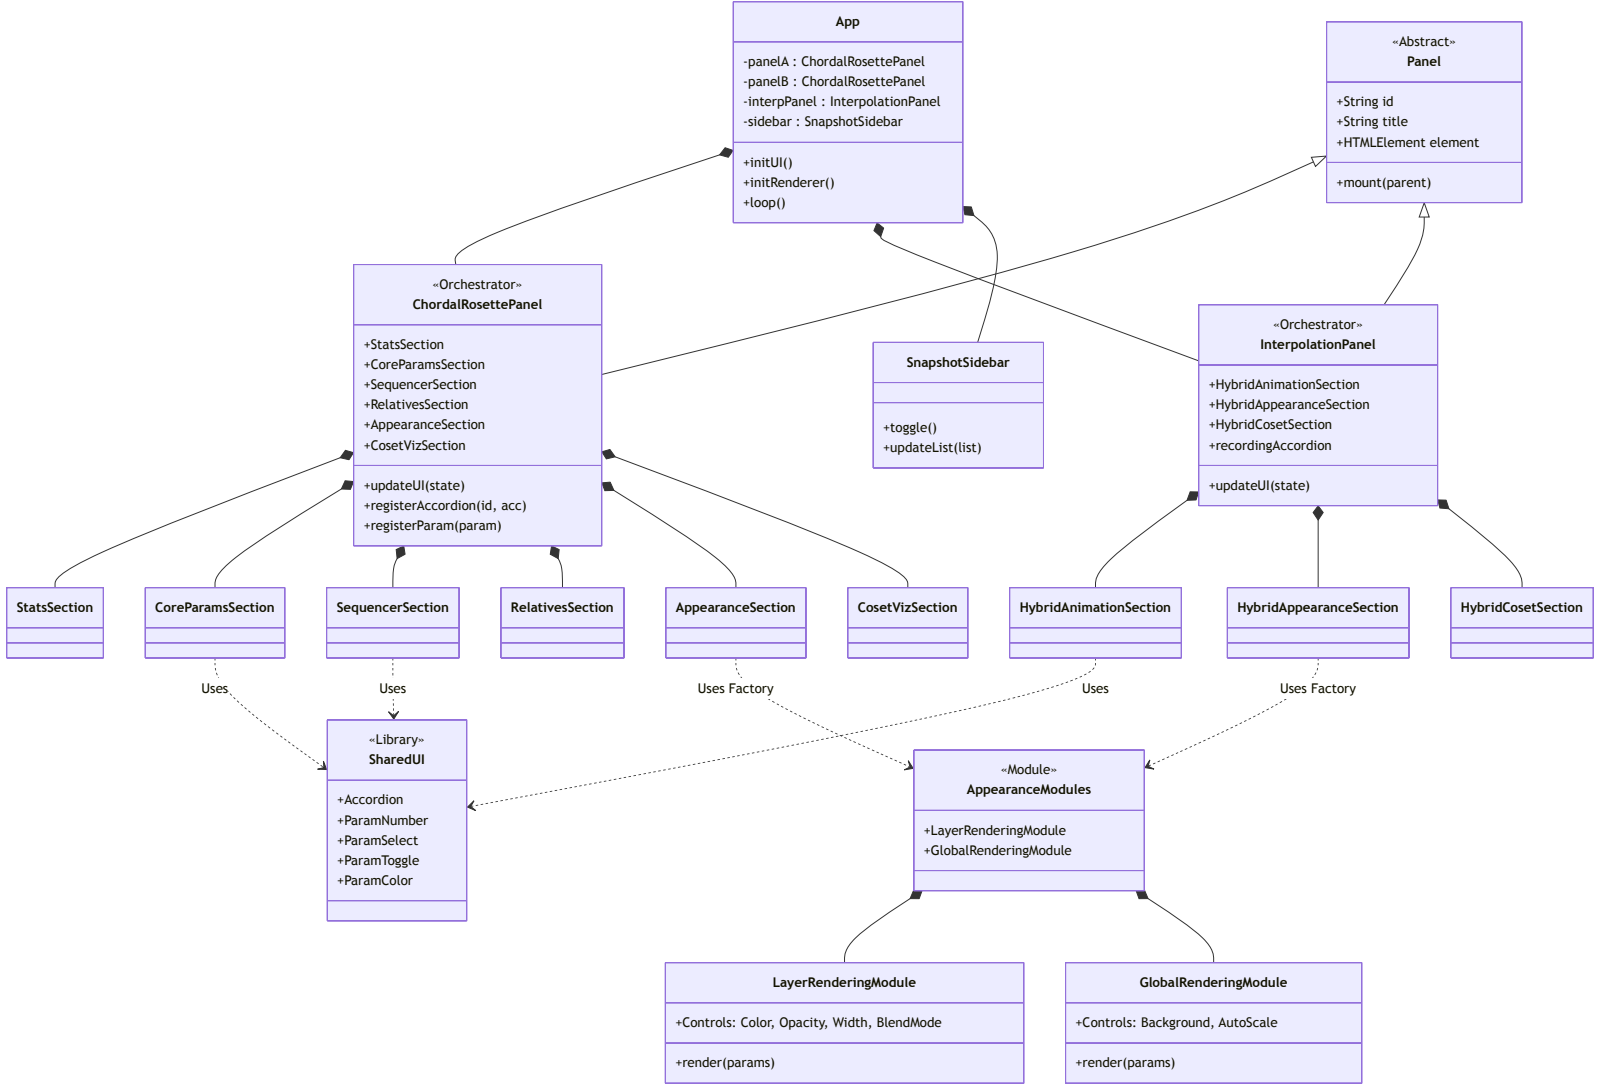 App
-panelA : ChordalRosettePanel
-panelB : ChordalRosettePanel
-interpPanel : InterpolationPanel
-sidebar : SnapshotSidebar
+initUI()
+initRenderer()
+loop()
«Abstract»
Panel
+String id
+String title
+HTMLElement element
+mount(parent)
«Orchestrator»
ChordalRosettePanel
+StatsSection
+CoreParamsSection
+SequencerSection
+RelativesSection
+AppearanceSection
+CosetVizSection
+updateUI(state)
+registerAccordion(id, acc)
+registerParam(param)
SnapshotSidebar
+toggle()
+updateList(list)
«Orchestrator»
InterpolationPanel
+HybridAnimationSection
+HybridAppearanceSection
+HybridCosetSection
+recordingAccordion
+updateUI(state)
StatsSection
CoreParamsSection
SequencerSection
RelativesSection
AppearanceSection
CosetVizSection
HybridAnimationSection
HybridAppearanceSection
HybridCosetSection
Uses
Uses
Uses Factory
Uses
Uses Factory
«Library»
SharedUI
+Accordion
+ParamNumber
+ParamSelect
+ParamToggle
+ParamColor
«Module»
AppearanceModules
+LayerRenderingModule
+GlobalRenderingModule
LayerRenderingModule
+Controls: Color, Opacity, Width, BlendMode
+render(params)
GlobalRenderingModule
+Controls: Background, AutoScale
+render(params)